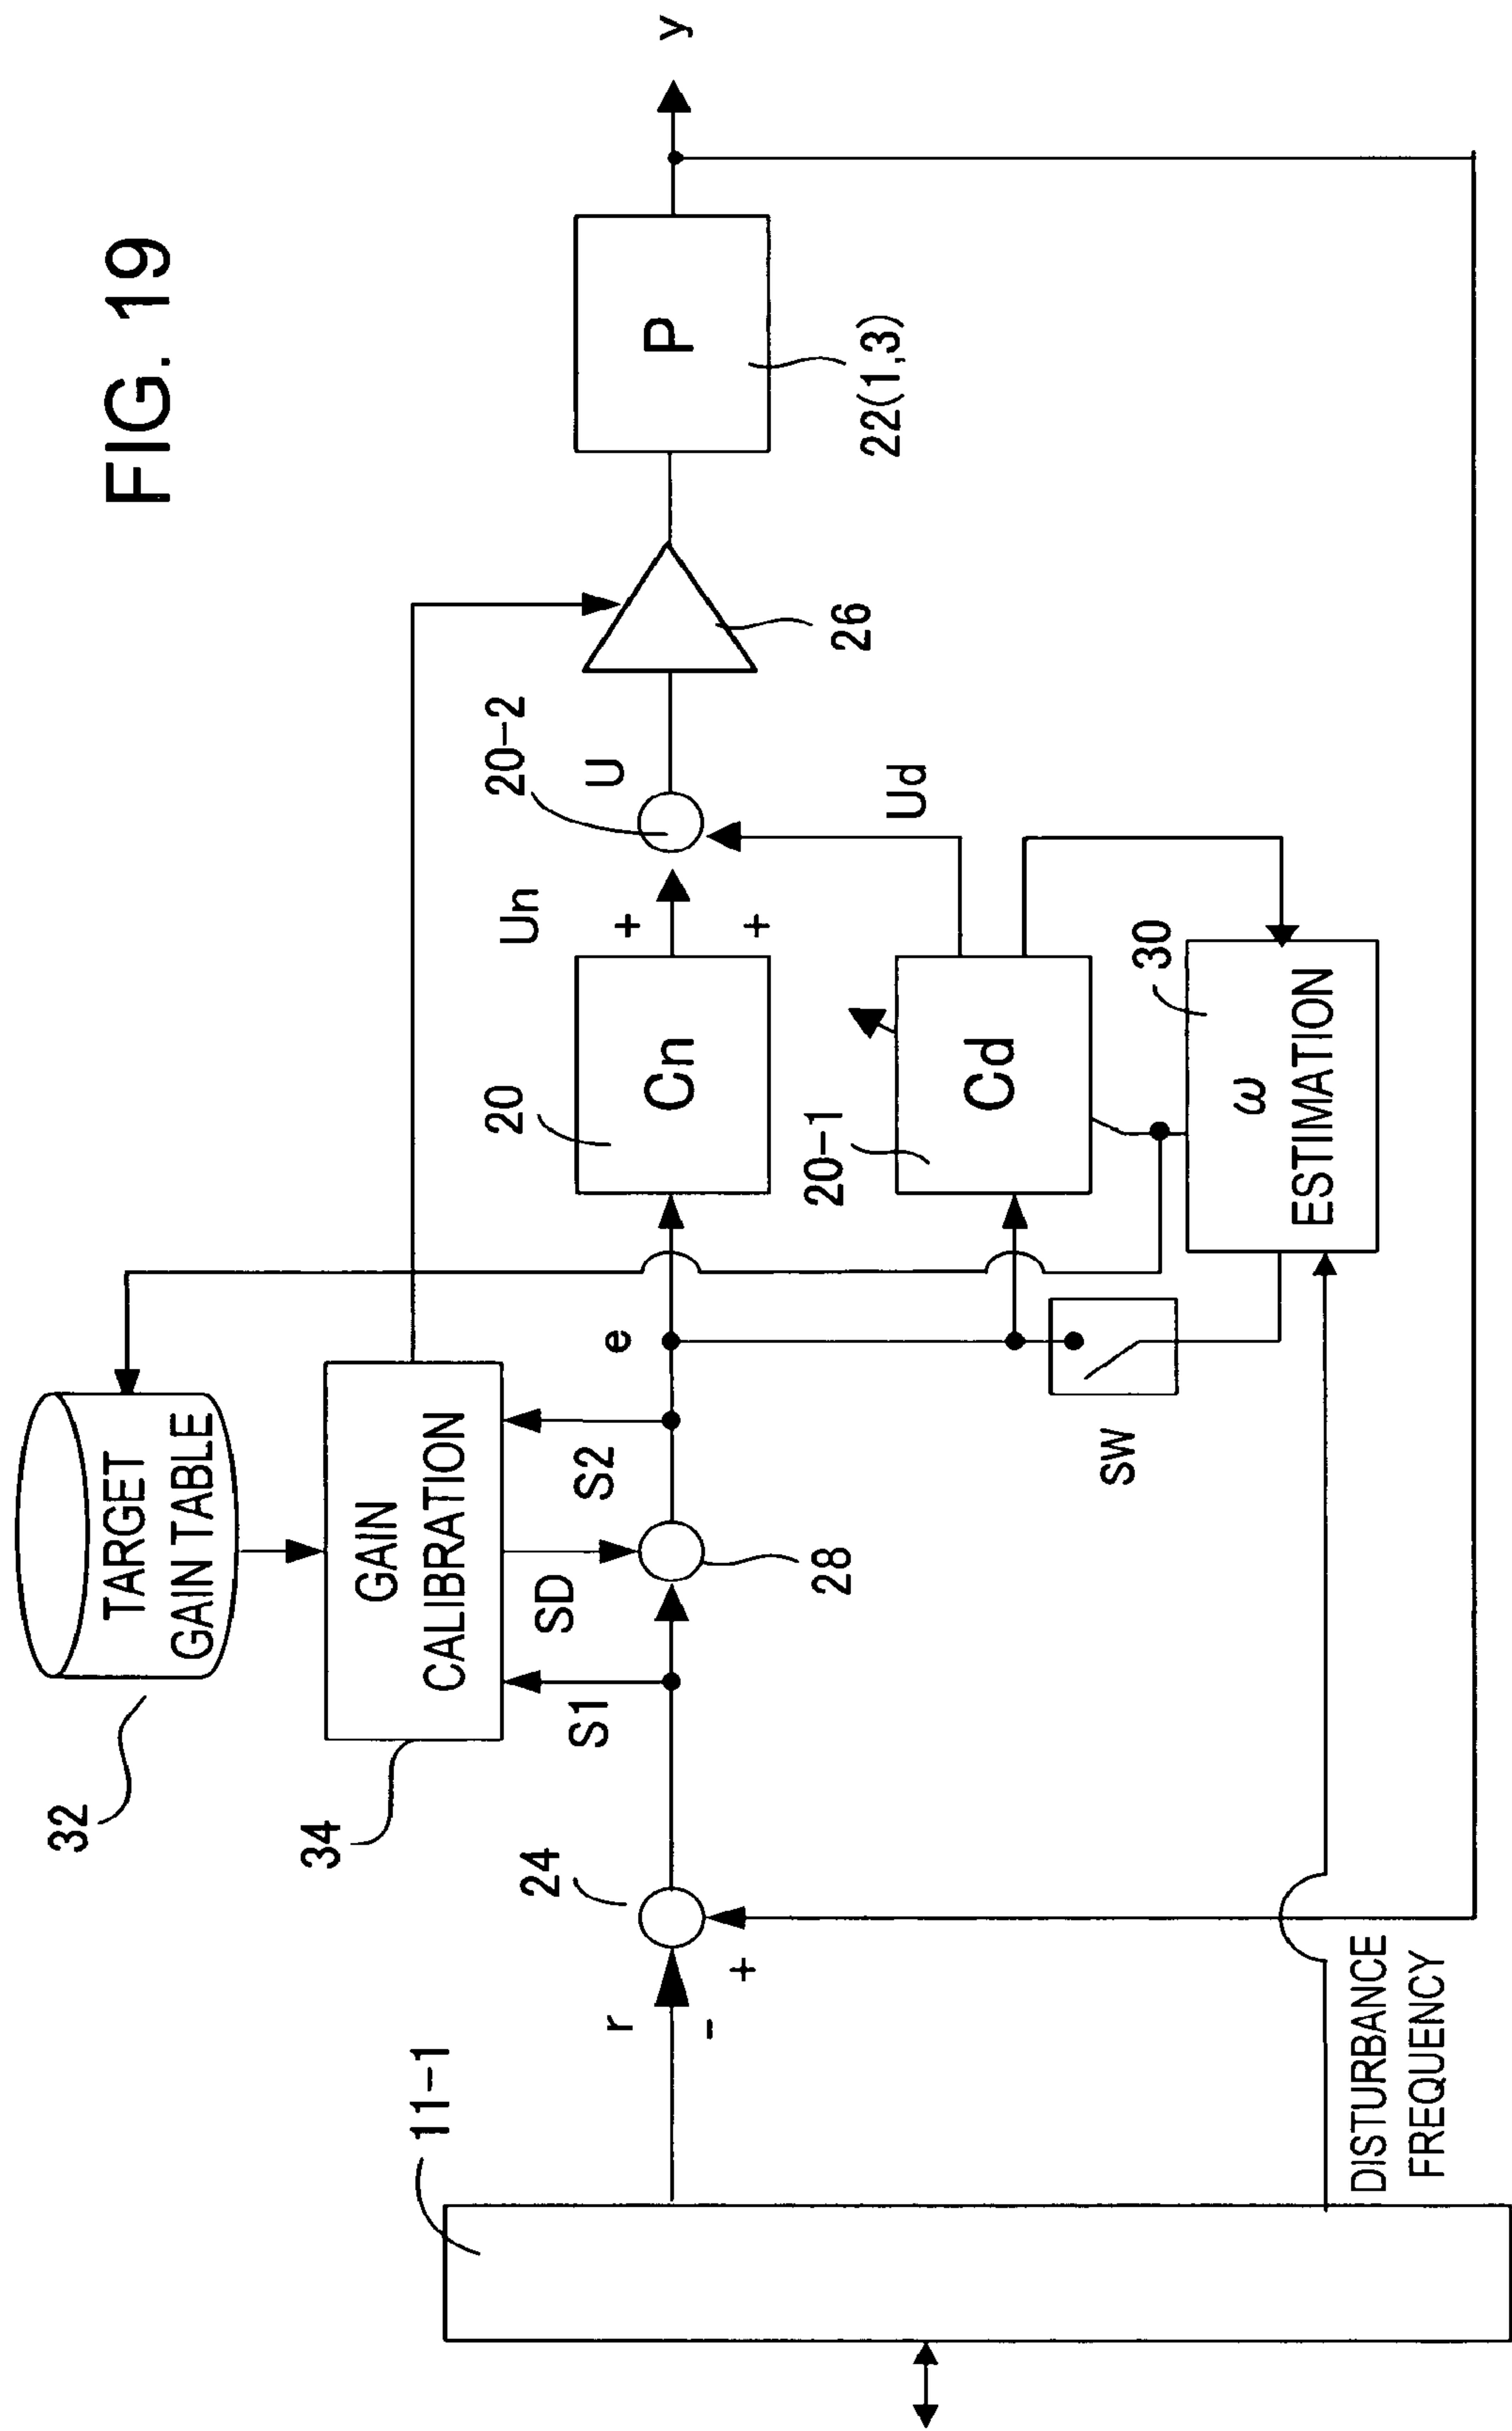 FIG. 19
32
TARGET
GAIN TABLE
34
GAIN
CALIBRATION
11-1
r
-
+
24
S1
SD
S2
28
e
20
Cn
Un
+
+
20-2
U
26
P
22(1,3)
y
20-1
Cd
Ud
SW
30
ω
ESTIMATION
DISTURBANCE
FREQUENCY